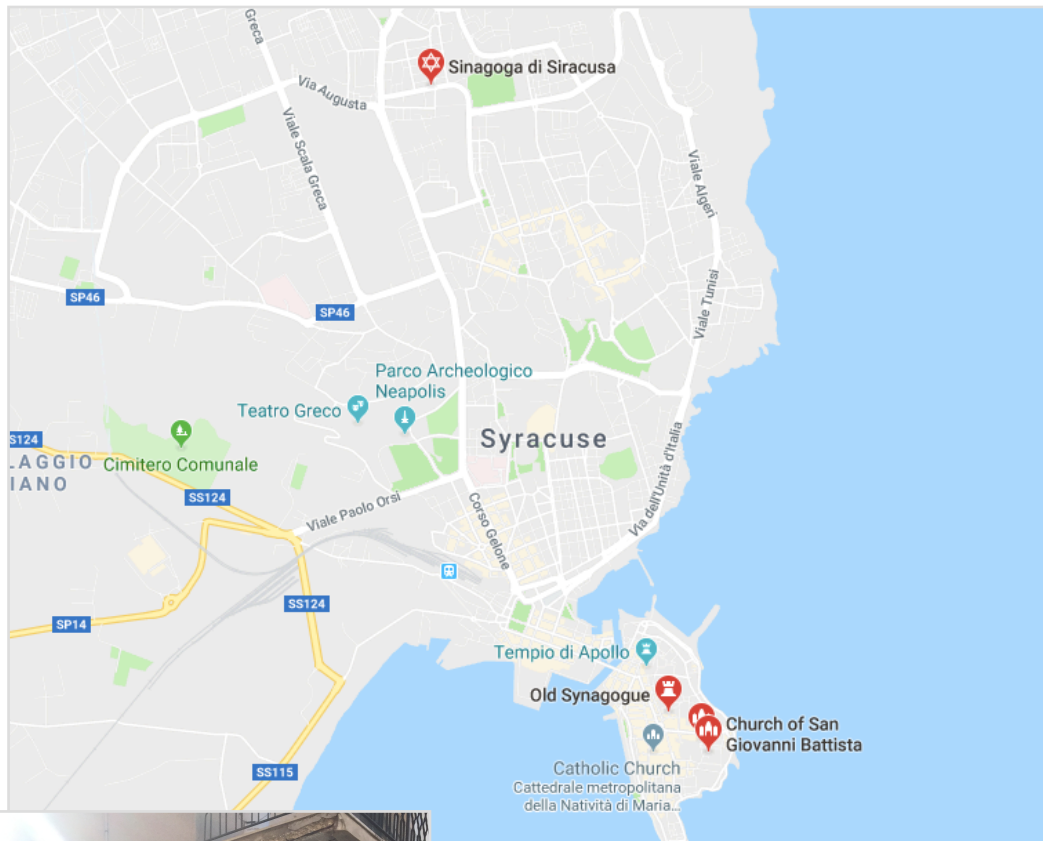 Greca
Sinagoga di Siracusa
Via Augusta
Viale Scala Greca
Viale Algeri
Viale Tunisi
SP46
SP46
Parco Archeologico
Neapolis
Teatro Greco
Syracuse
S124
LAGGIO
IANO
Cimitero Comunale
SS124
Viale Paolo Orsi
Corso Gelone
Via dell'Unità d'Italia
SS124
SP14
Tempio di Apollo
Old Synagogue
Church of San
Giovanni Battista
SS115
Catholic Church
Cattedrale metropolitana
della Natività di Maria...